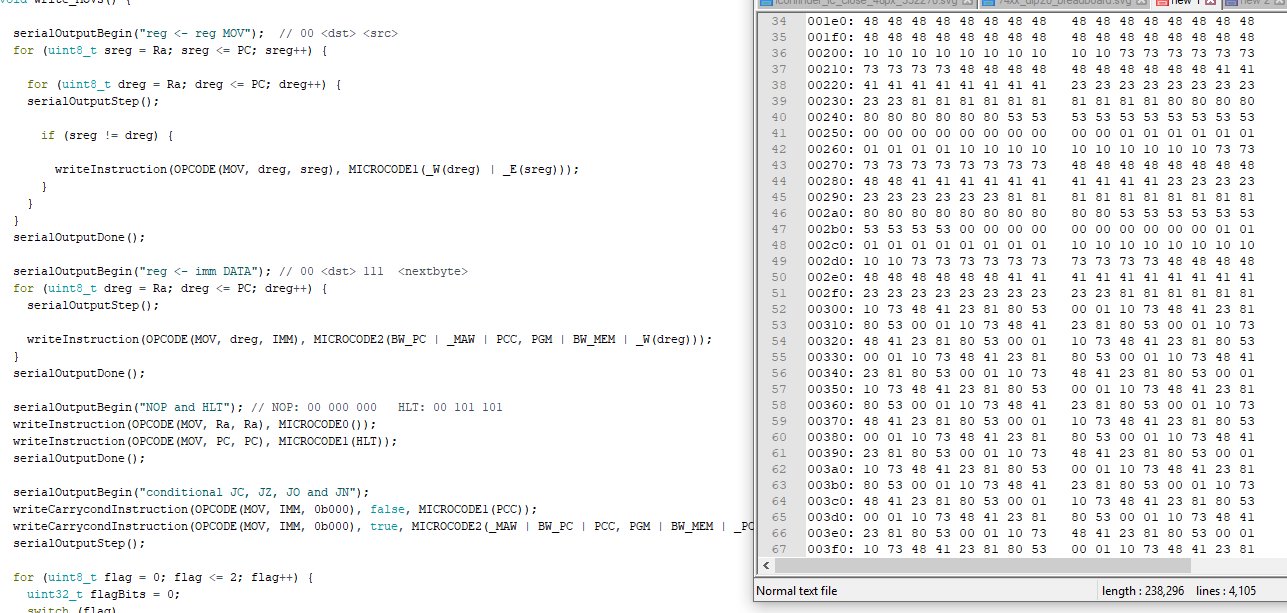 void write_Movs() {
serialOutputBegin("reg <- reg MOV");  // 00 <dst> <src>
for (uint8_t sreg = Ra; sreg <= PC; sreg++) {
for (uint8_t dreg = Ra; dreg <= PC; dreg++) {
serialOutputStep();
if (sreg != dreg) {
writeInstruction(OPCODE(MOV, dreg, sreg), MICROCODE1(_W(dreg) | _E(sreg)));
}
}
}
serialOutputDone();
serialOutputBegin("reg <- imm DATA"); // 00 <dst> 111  <nextbyte>
for (uint8_t dreg = Ra; dreg <= PC; dreg++) {
serialOutputStep();
writeInstruction(OPCODE(MOV, dreg, IMM), MICROCODE2(BW_PC | _MAW | PCC, PGM | BW_MEM | _W(dreg)));
}
serialOutputDone();
serialOutputBegin("NOP and HLT"); // NOP: 00 000 000   HLT: 00 101 101
writeInstruction(OPCODE(MOV, Ra, Ra), MICROCODE0());
writeInstruction(OPCODE(MOV, PC, PC), MICROCODE1(HLT));
serialOutputDone();
serialOutputBegin("conditional JC, JZ, JO and JN");
writeCarrycondInstruction(OPCODE(MOV, IMM, 0b000), false, MICROCODE1(PCC));
writeCarrycondInstruction(OPCODE(MOV, IMM, 0b000), true, MICROCODE2(_MAW | BW_PC | PCC, PGM | BW_MEM | _PC
serialOutputStep();
for (uint8_t flag = 0; flag <= 2; flag++) {
uint32_t flagBits = 0;
switch (flag)
iconfinder_ic_close_48px_352270.svg 74xx_dip20_breadboard.svg new 1 new 2
34 001e0: 48 48 48 48 48 48 48 48  48 48 48 48 48 48 48 48
35 001f0: 48 48 48 48 48 48 48 48  48 48 48 48 48 48 48 48
36 00200: 10 10 10 10 10 10 10 10  10 10 73 73 73 73 73 73
37 00210: 73 73 73 73 48 48 48 48  48 48 48 48 48 48 41 41
38 00220: 41 41 41 41 41 41 41 41  23 23 23 23 23 23 23 23
39 00230: 23 23 81 81 81 81 81 81  81 81 81 81 80 80 80 80
40 00240: 80 80 80 80 80 80 53 53  53 53 53 53 53 53 53 53
41 00250: 00 00 00 00 00 00 00 00  00 00 01 01 01 01 01 01
42 00260: 01 01 01 01 10 10 10 10  10 10 10 10 10 10 73 73
43 00270: 73 73 73 73 73 73 73 73  48 48 48 48 48 48 48 48
44 00280: 48 48 41 41 41 41 41 41  41 41 41 41 23 23 23 23
45 00290: 23 23 23 23 23 23 81 81  81 81 81 81 81 81 81 81
46 002a0: 80 80 80 80 80 80 80 80  80 80 53 53 53 53 53 53
47 002b0: 53 53 53 53 00 00 00 00  00 00 00 00 00 00 01 01
48 002c0: 01 01 01 01 01 01 01 01  10 10 10 10 10 10 10 10
49 002d0: 10 10 73 73 73 73 73 73  73 73 73 73 48 48 48 48
50 002e0: 48 48 48 48 48 48 41 41  41 41 41 41 41 41 41 41
51 002f0: 23 23 23 23 23 23 23 23  23 23 81 81 81 81 81 81
52 00300: 10 73 48 41 23 81 80 53  00 01 10 73 48 41 23 81
53 00310: 80 53 00 01 10 73 48 41  23 81 80 53 00 01 10 73
54 00320: 48 41 23 81 80 53 00 01  10 73 48 41 23 81 80 53
55 00330: 00 01 10 73 48 41 23 81  80 53 00 01 10 73 48 41
56 00340: 23 81 80 53 00 01 10 73  48 41 23 81 80 53 00 01
57 00350: 10 73 48 41 23 81 80 53  00 01 10 73 48 41 23 81
58 00360: 80 53 00 01 10 73 48 41  23 81 80 53 00 01 10 73
59 00370: 48 41 23 81 80 53 00 01  10 73 48 41 23 81 80 53
60 00380: 00 01 10 73 48 41 23 81  80 53 00 01 10 73 48 41
61 00390: 23 81 80 53 00 01 10 73  48 41 23 81 80 53 00 01
62 003a0: 10 73 48 41 23 81 80 53  00 01 10 73 48 41 23 81
63 003b0: 80 53 00 01 10 73 48 41  23 81 80 53 00 01 10 73
64 003c0: 48 41 23 81 80 53 00 01  10 73 48 41 23 81 80 53
65 003d0: 00 01 10 73 48 41 23 81  80 53 00 01 10 73 48 41
66 003e0: 23 81 80 53 00 01 10 73  48 41 23 81 80 53 00 01
67 003f0: 10 73 48 41 23 81 80 53  00 01 10 73 48 41 23 81
Normal text file length : 238,296 lines : 4,105